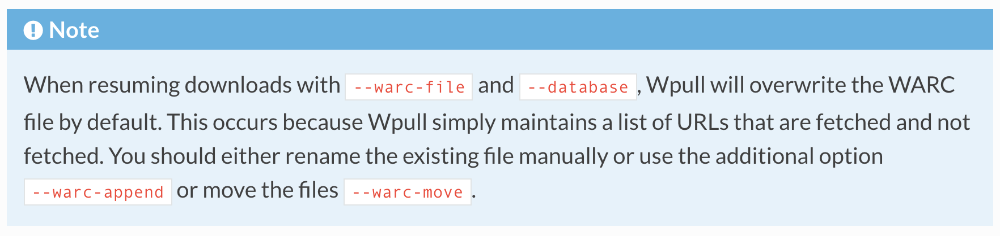 Note
When resuming downloads with --warc-file and --database, Wpull will overwrite the WARC
file by default. This occurs because Wpull simply maintains a list of URLs that are fetched and not
fetched. You should either rename the existing file manually or use the additional option
--warc-append or move the files --warc-move.